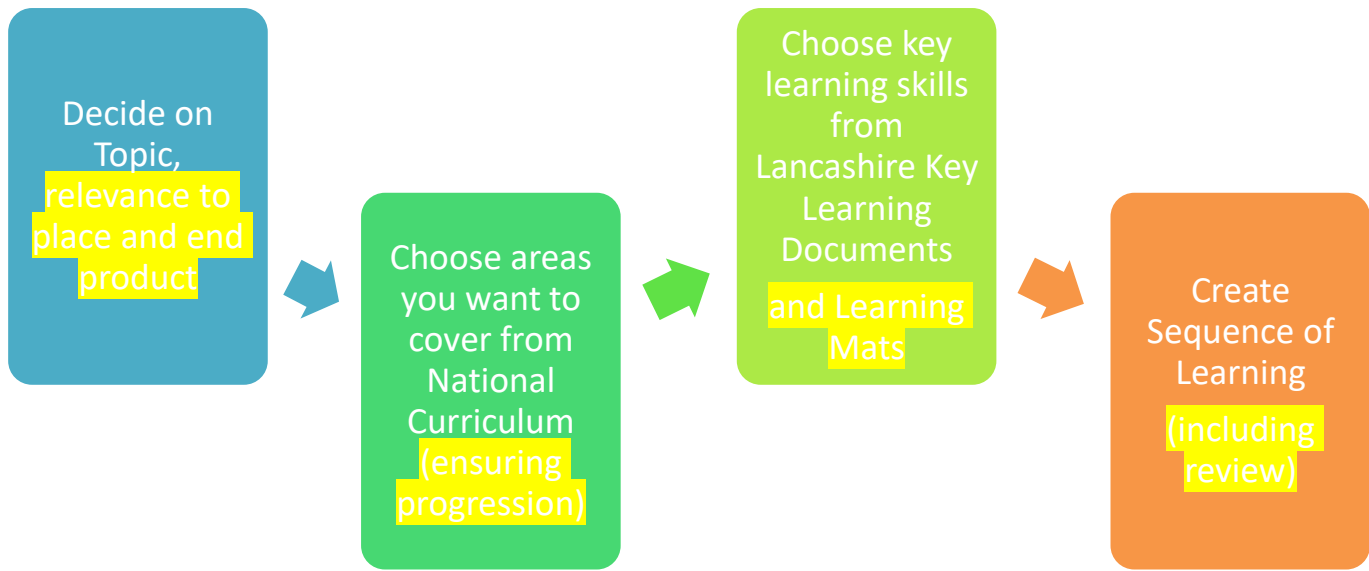 Decide on
Topic,
relevance to
place and end
product
Choose areas
you want to
cover from
National
Curriculum
(ensuring
progression)
Choose key
learning skills
from
Lancashire Key
Learning
Documents
and Learning
Mats
Create
Sequence of
Learning
(including
review)